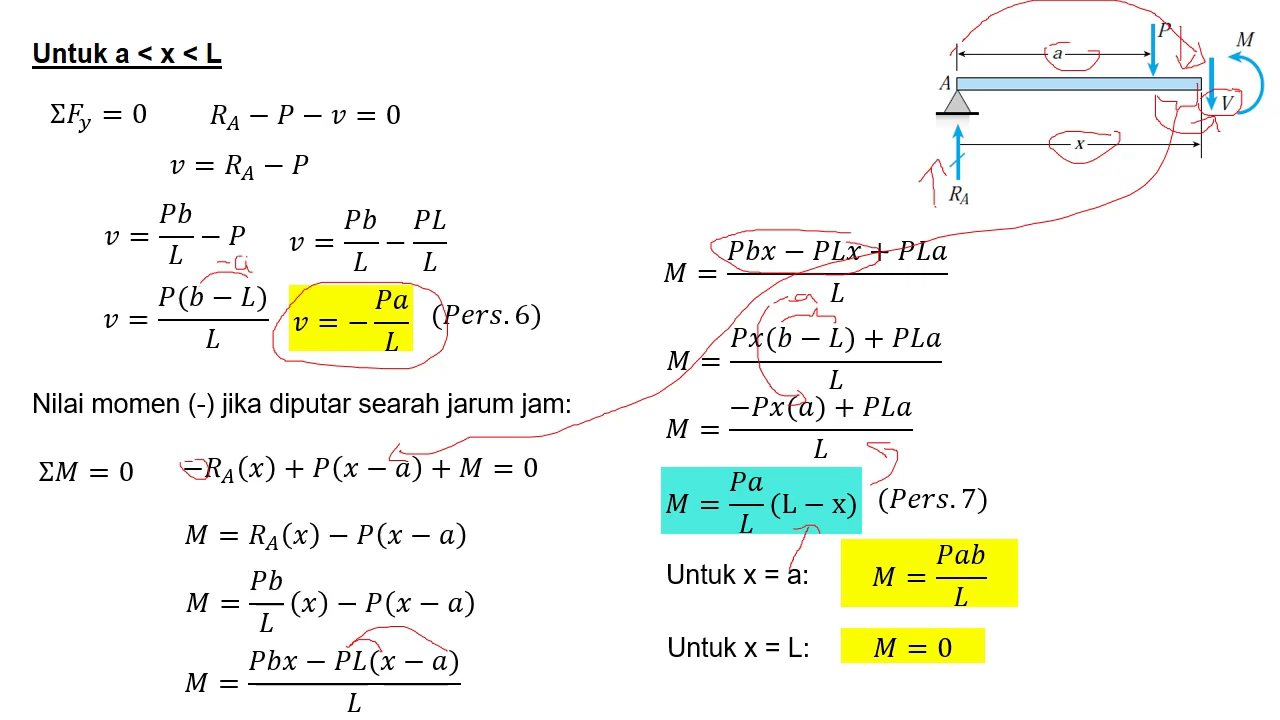 Untuk a < x < L
ΣF_y = 0    R_A − P − v = 0
v = R_A − P
v = Pb/L − P    v = Pb/L − PL/L
−a
v = P(b − L)/L    v = −Pa/L    (Pers. 6)
Nilai momen (-) jika diputar searah jarum jam:
ΣM = 0    −R_A(x) + P(x − a) + M = 0
M = R_A(x) − P(x − a)
M = Pb/L (x) − P(x − a)
M = (Pbx − PL(x − a))/L
P
M
a
A
V
x
R_A
M = (Pbx − PLx + PLa)/L
−a
M = (Px(b − L) + PLa)/L
M = (−Px(a) + PLa)/L
M = Pa/L (L − x)    (Pers. 7)
Untuk x = a:    M = Pab/L
Untuk x = L:    M = 0